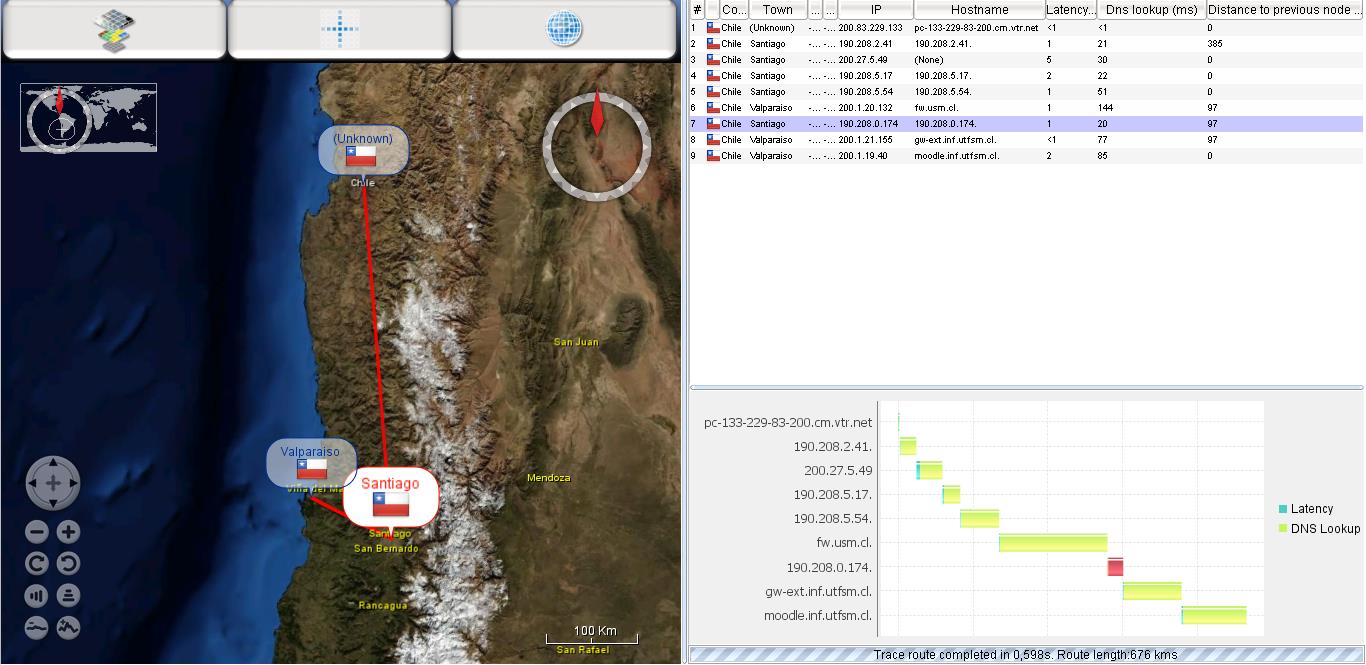 (Unknown)
Chile
San Juan
Valparaiso
Viña del Ma
Santiago
Mendoza
Santiago
San Bernardo
Rancagua
100 Km
San Rafael
# Co... Town ... ... IP Hostname Latency... Dns lookup (ms) Distance to previous node ...
1 Chile (Unknown) -... -... 200.83.229.133 pc-133-229-83-200.cm.vtr.net <1 <1 0
2 Chile Santiago -... -... 190.208.2.41 190.208.2.41. 1 21 385
3 Chile Santiago -... -... 200.27.5.49 (None) 5 30 0
4 Chile Santiago -... -... 190.208.5.17 190.208.5.17. 2 22 0
5 Chile Santiago -... -... 190.208.5.54 190.208.5.54. 1 51 0
6 Chile Valparaiso -... -... 200.1.20.132 fw.usm.cl. 1 144 97
7 Chile Santiago -... -... 190.208.0.174 190.208.0.174. 1 20 97
8 Chile Valparaiso -... -... 200.1.21.155 gw-ext.inf.utfsm.cl. <1 77 97
9 Chile Valparaiso -... -... 200.1.19.40 moodle.inf.utfsm.cl. 2 85 0
pc-133-229-83-200.cm.vtr.net
190.208.2.41.
200.27.5.49
190.208.5.17.
190.208.5.54.
fw.usm.cl.
190.208.0.174.
gw-ext.inf.utfsm.cl.
moodle.inf.utfsm.cl.
Latency
DNS Lookup
Trace route completed in 0,598s. Route length:676 kms